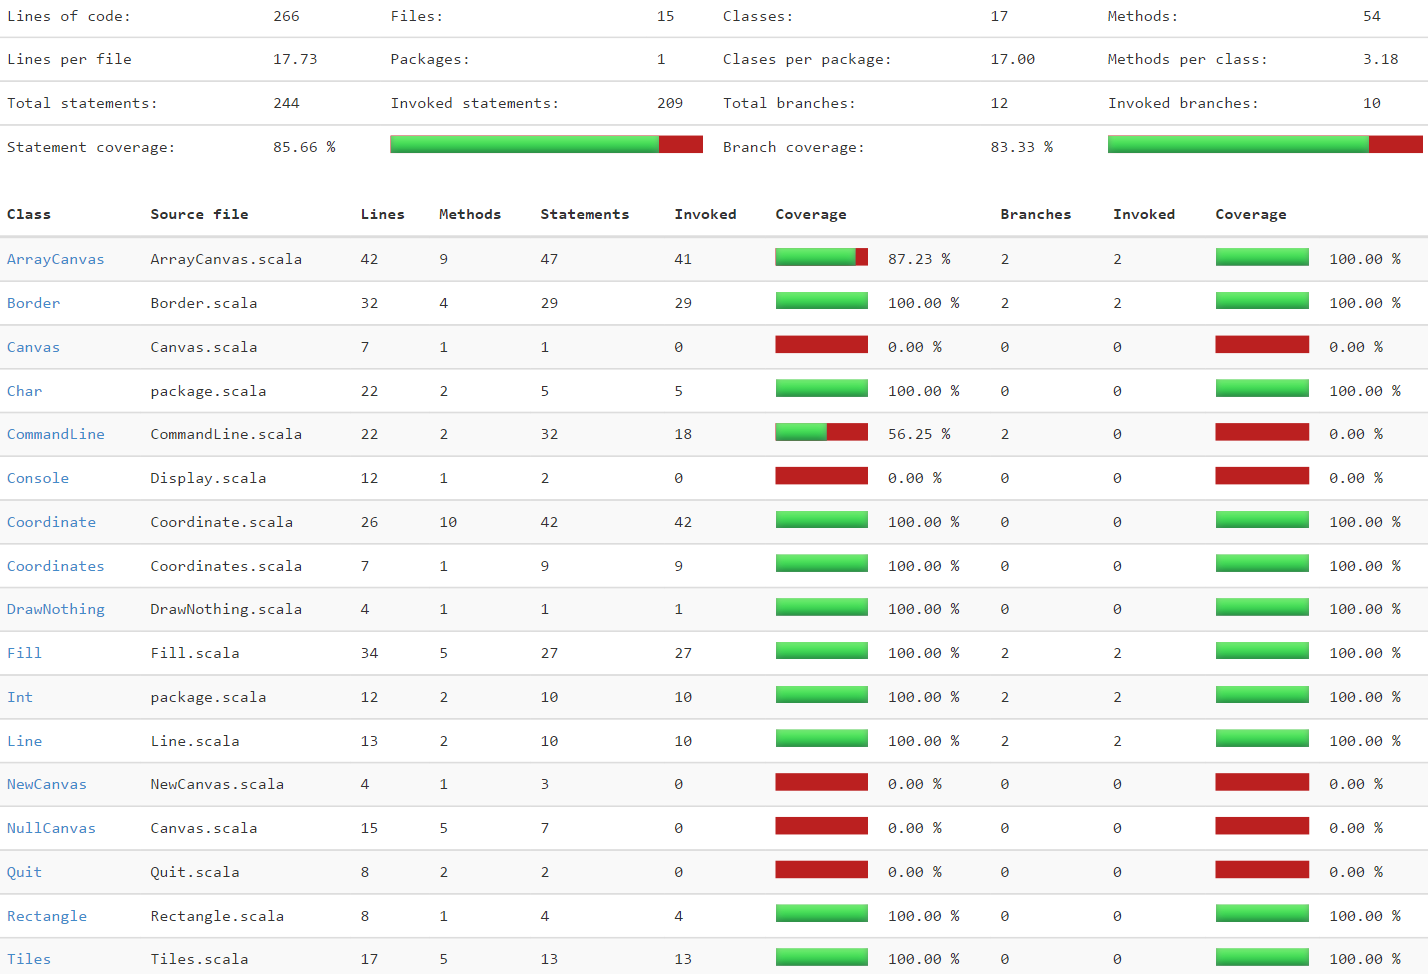 Lines of code: 266 Files: 15 Classes: 17 Methods: 54
Lines per file 17.73 Packages: 1 Clases per package: 17.00 Methods per class: 3.18
Total statements: 244 Invoked statements: 209 Total branches: 12 Invoked branches: 10
Statement coverage: 85.66 % Branch coverage: 83.33 %
Class Source file Lines Methods Statements Invoked Coverage Branches Invoked Coverage
ArrayCanvas ArrayCanvas.scala 42 9 47 41 87.23 % 2 2 100.00 %
Border Border.scala 32 4 29 29 100.00 % 2 2 100.00 %
Canvas Canvas.scala 7 1 1 0 0.00 % 0 0 0.00 %
Char package.scala 22 2 5 5 100.00 % 0 0 100.00 %
CommandLine CommandLine.scala 22 2 32 18 56.25 % 2 0 0.00 %
Console Display.scala 12 1 2 0 0.00 % 0 0 0.00 %
Coordinate Coordinate.scala 26 10 42 42 100.00 % 0 0 100.00 %
Coordinates Coordinates.scala 7 1 9 9 100.00 % 0 0 100.00 %
DrawNothing DrawNothing.scala 4 1 1 1 100.00 % 0 0 100.00 %
Fill Fill.scala 34 5 27 27 100.00 % 2 2 100.00 %
Int package.scala 12 2 10 10 100.00 % 2 2 100.00 %
Line Line.scala 13 2 10 10 100.00 % 2 2 100.00 %
NewCanvas NewCanvas.scala 4 1 3 0 0.00 % 0 0 0.00 %
NullCanvas Canvas.scala 15 5 7 0 0.00 % 0 0 0.00 %
Quit Quit.scala 8 2 2 0 0.00 % 0 0 0.00 %
Rectangle Rectangle.scala 8 1 4 4 100.00 % 0 0 100.00 %
Tiles Tiles.scala 17 5 13 13 100.00 % 0 0 100.00 %